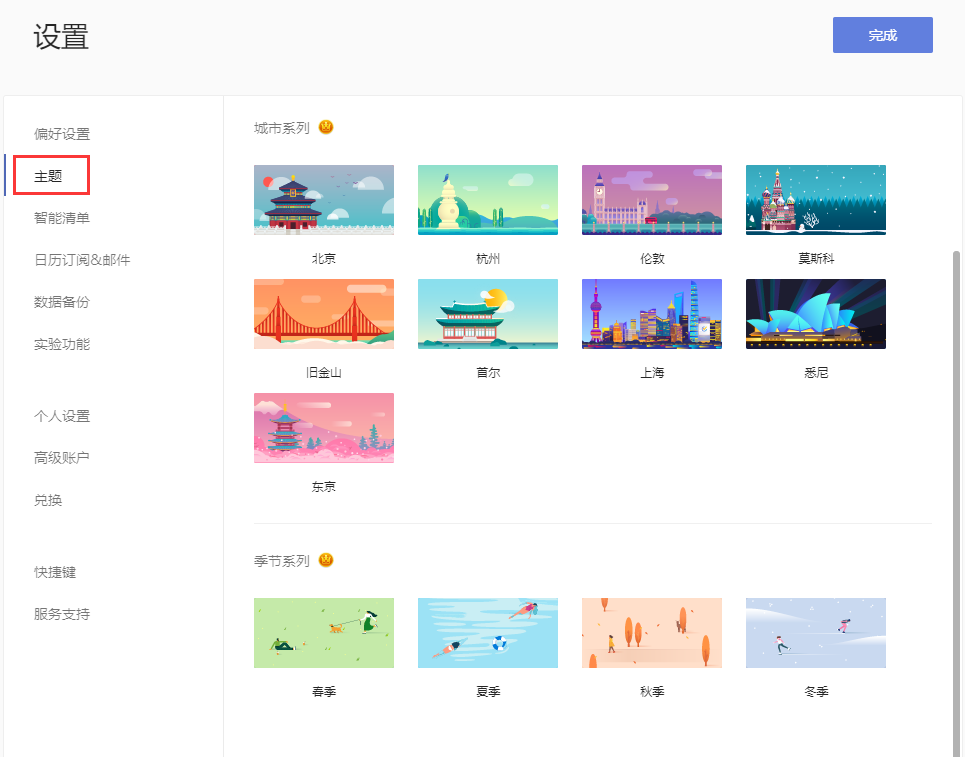 设置
完成
偏好设置
主题
智能清单
日历订阅&邮件
数据备份
实验功能
个人设置
高级账户
兑换
快捷键
服务支持
城市系列
北京
杭州
伦敦
莫斯科
旧金山
首尔
上海
悉尼
东京
季节系列
春季
夏季
秋季
冬季